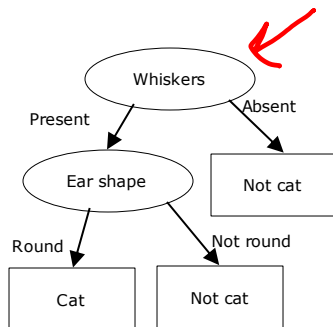 Whiskers
Present
Absent
Ear shape
Not cat
Round
Not round
Cat
Not cat